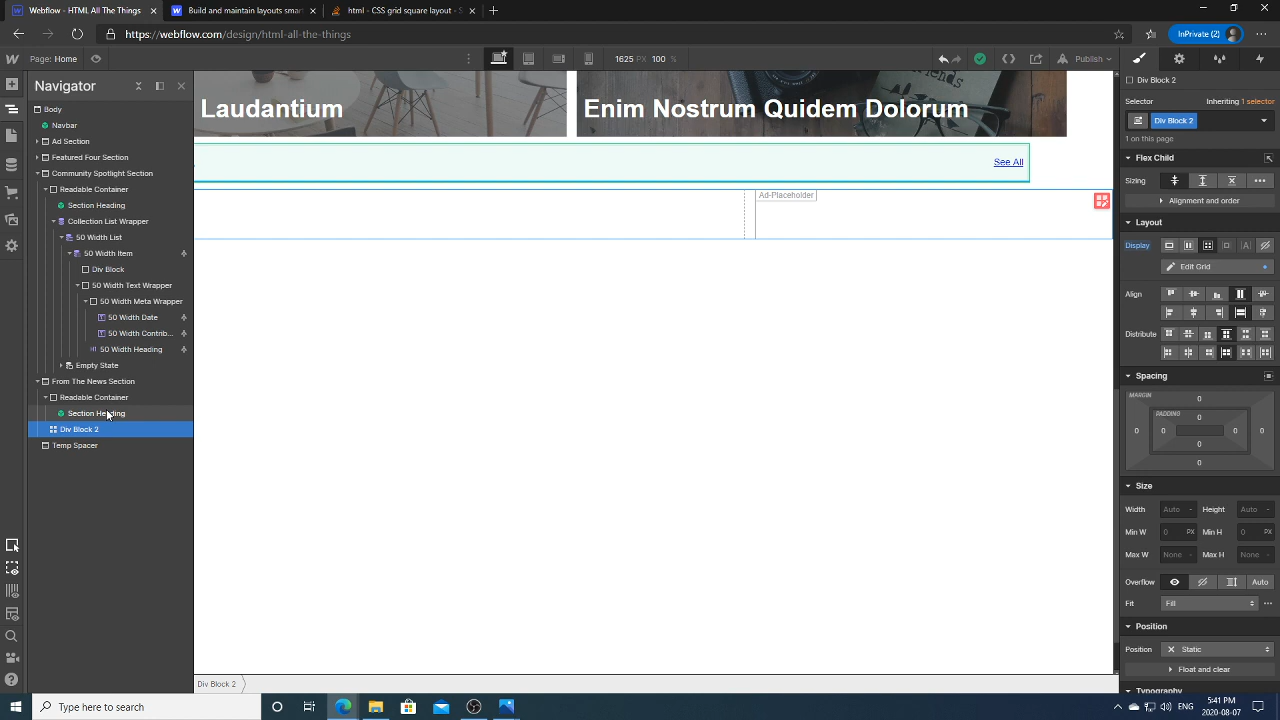 Webflow - HTML All The Things
Build and maintain layouts smart
html - CSS grid square layout - S
https://webflow.com/design/html-all-the-things
InPrivate (2)
Page: Home
1625 PX 100 %
Publish
Navigator
Body
Navbar
Ad Section
Featured Four Section
Community Spotlight Section
Readable Container
Section Heading
Collection List Wrapper
50 Width List
50 Width Item
Div Block
50 Width Text Wrapper
50 Width Meta Wrapper
50 Width Date
50 Width Contrib...
50 Width Heading
Empty State
From The News Section
Readable Container
Section Heading
Div Block 2
Temp Spacer
Laudantium
Enim Nostrum Quidem Dolorum
See All
Ad-Placeholder
Div Block 2
Div Block 2
Selector
Inheriting 1 selector
Div Block 2
1 on this page
Flex Child
Sizing
Alignment and order
Layout
Display
Edit Grid
Align
Distribute
Spacing
MARGIN
0
PADDING
0
0 0 0 0
0
0
Size
Width Auto - Height Auto -
Min W 0 PX Min H 0 PX
Max W None - Max H None -
Overflow Auto
Fit Fill
Position
Position Static
Float and clear
Typography
Type here to search
ENG
5:41 PM
2020-08-07